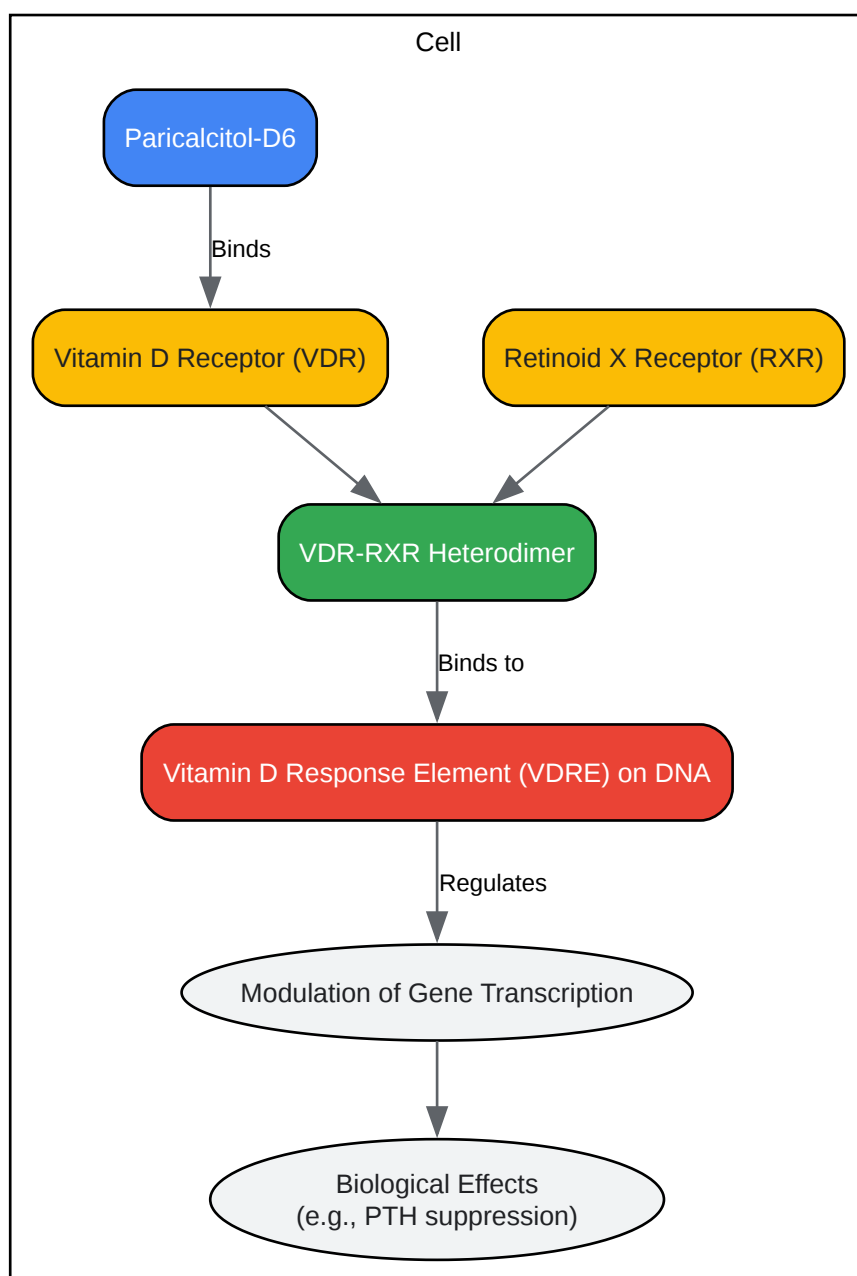 Cell
Paricalcitol-D6
Binds
Vitamin D Receptor (VDR)
Retinoid X Receptor (RXR)
VDR-RXR Heterodimer
Binds to
Vitamin D Response Element (VDRE) on DNA
Regulates
Modulation of Gene Transcription
Biological Effects
(e.g., PTH suppression)